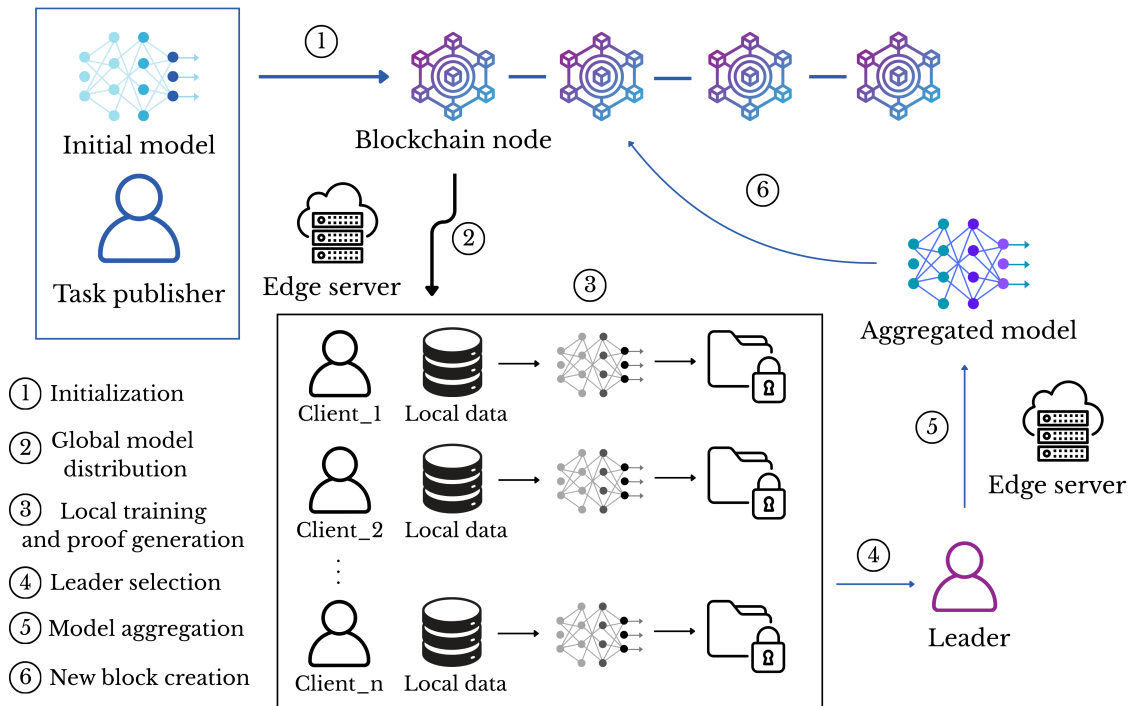 1
Initial model
Task publisher
Blockchain node
Edge server
2
3
6
Aggregated model
5
Edge server
Client_1
Local data
Client_2
Local data
⋮
Client_n
Local data
4
Leader
1 Initialization
2 Global model
distribution
3 Local training
and proof generation
4 Leader selection
5 Model aggregation
6 New block creation